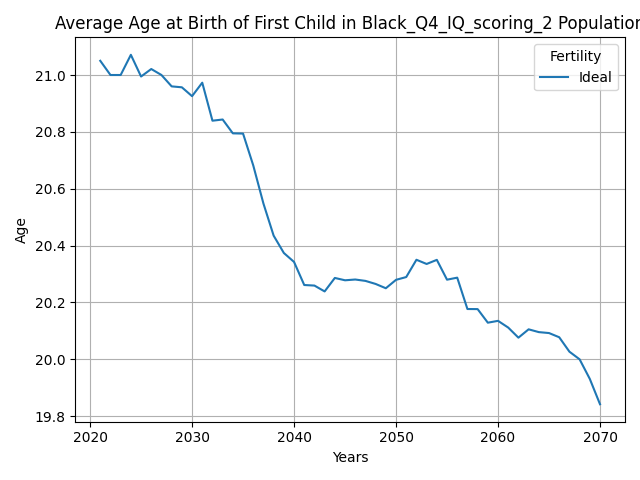 Average Age at Birth of First Child in Black_Q4_IQ_scoring_2 Population
Fertility
Ideal
Age
21.0
20.8
20.6
20.4
20.2
20.0
19.8
2020 2030 2040 2050 2060 2070
Years